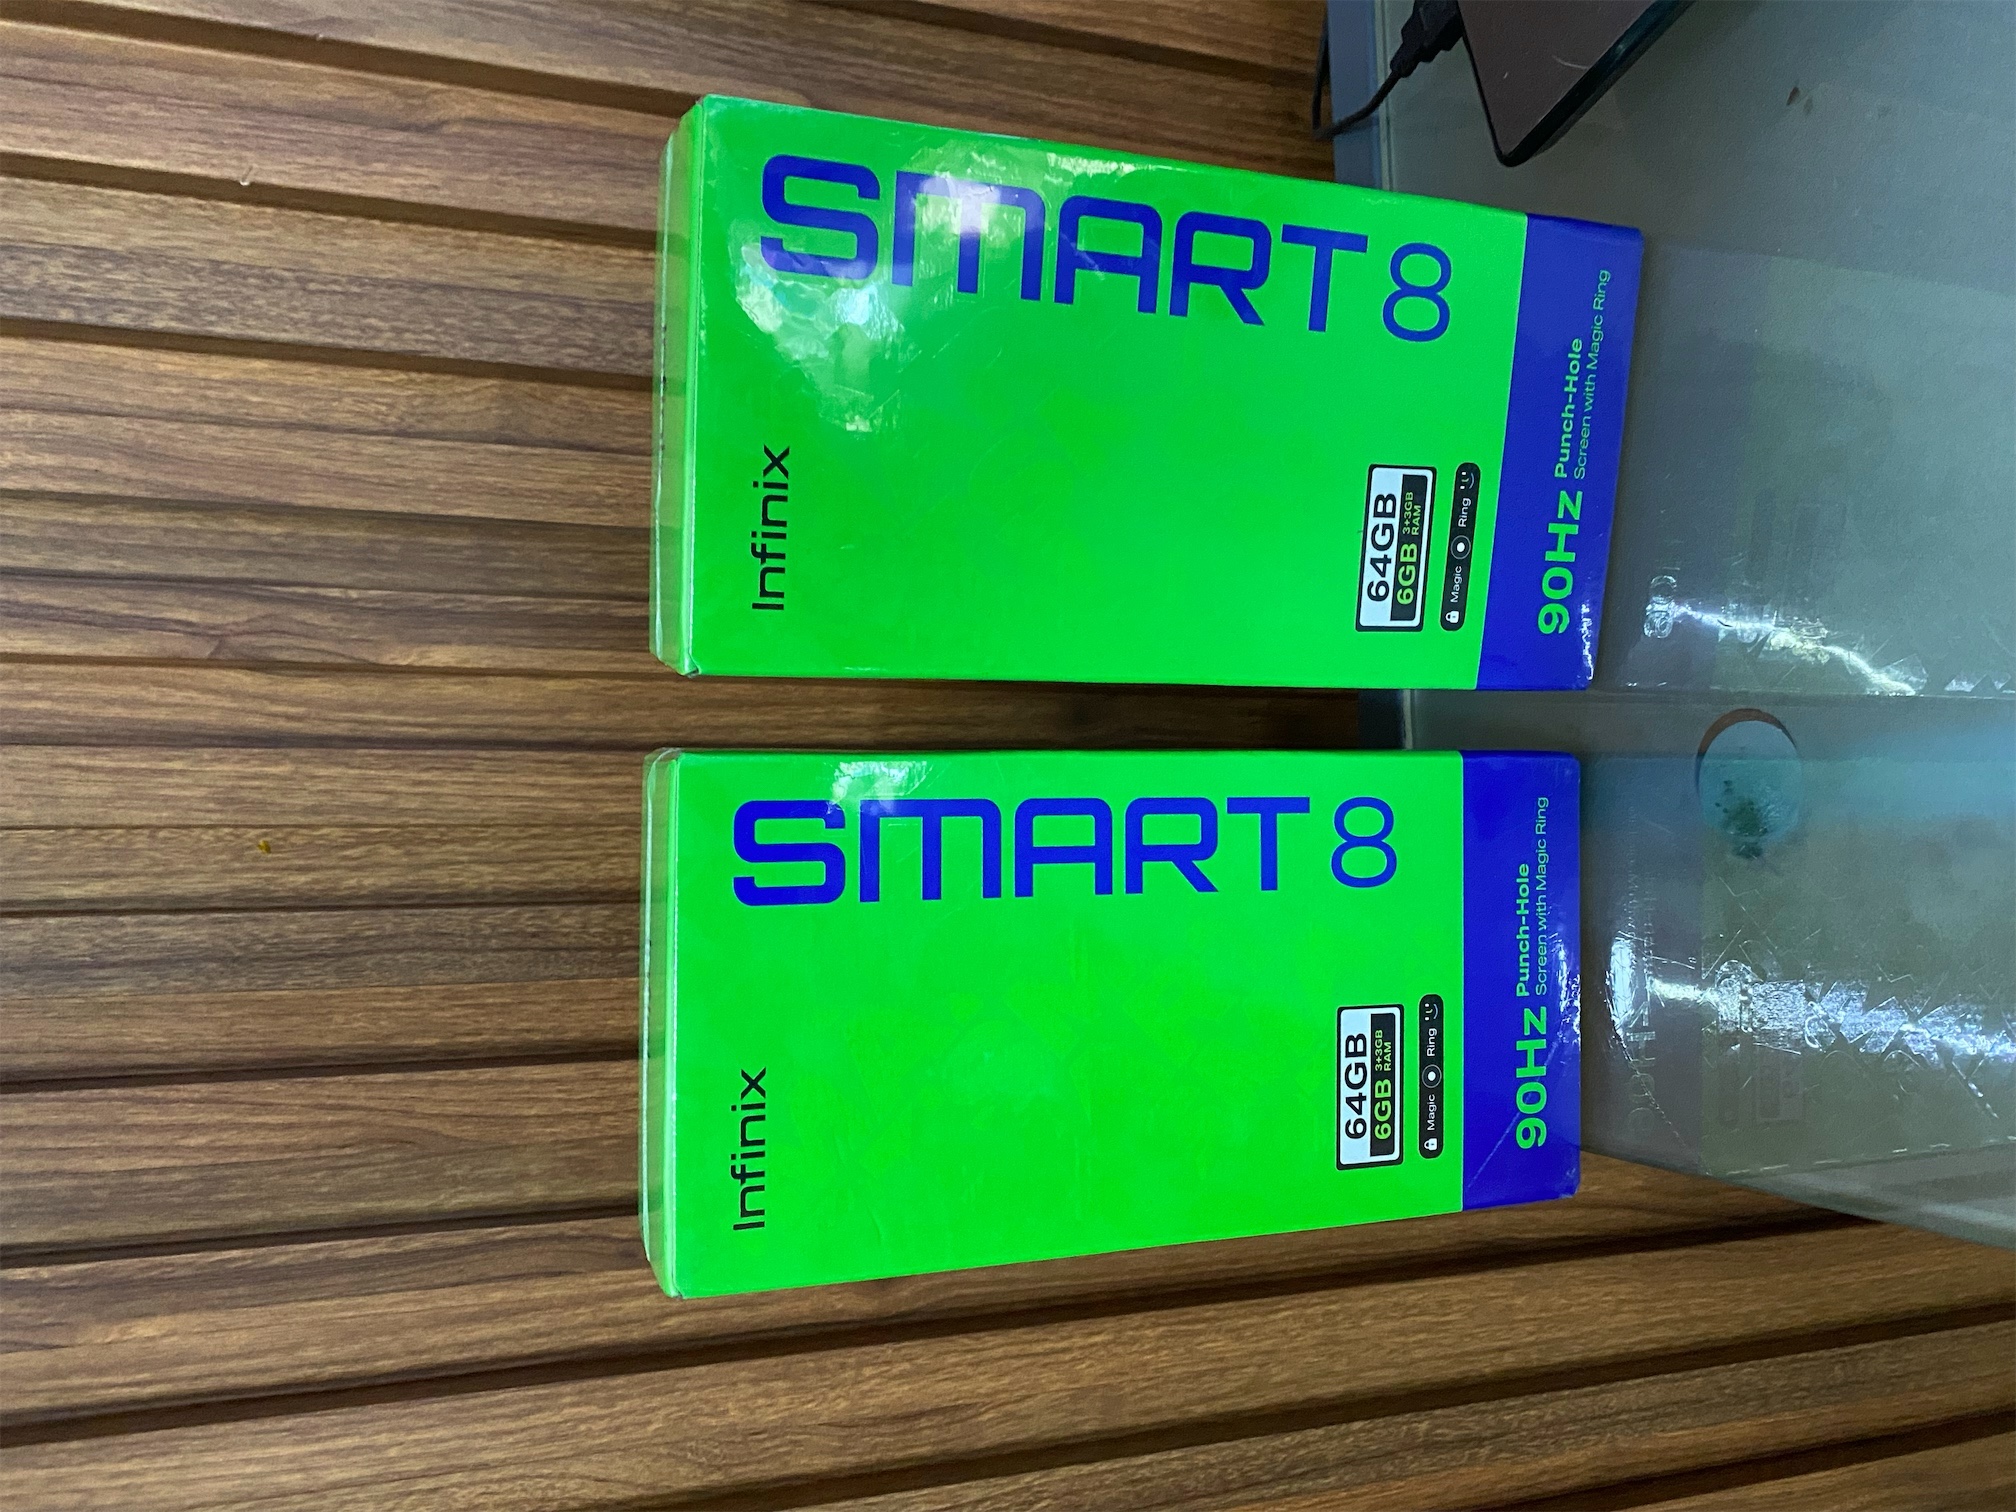 SMART 8
Infinix
64GB
6GB 3+3GB RAM
Magic Ring
90Hz Punch-Hole
Screen with Magic Ring
SMART 8
Infinix
64GB
6GB 3+3GB RAM
Magic Ring
90Hz Punch-Hole
Screen with Magic Ring